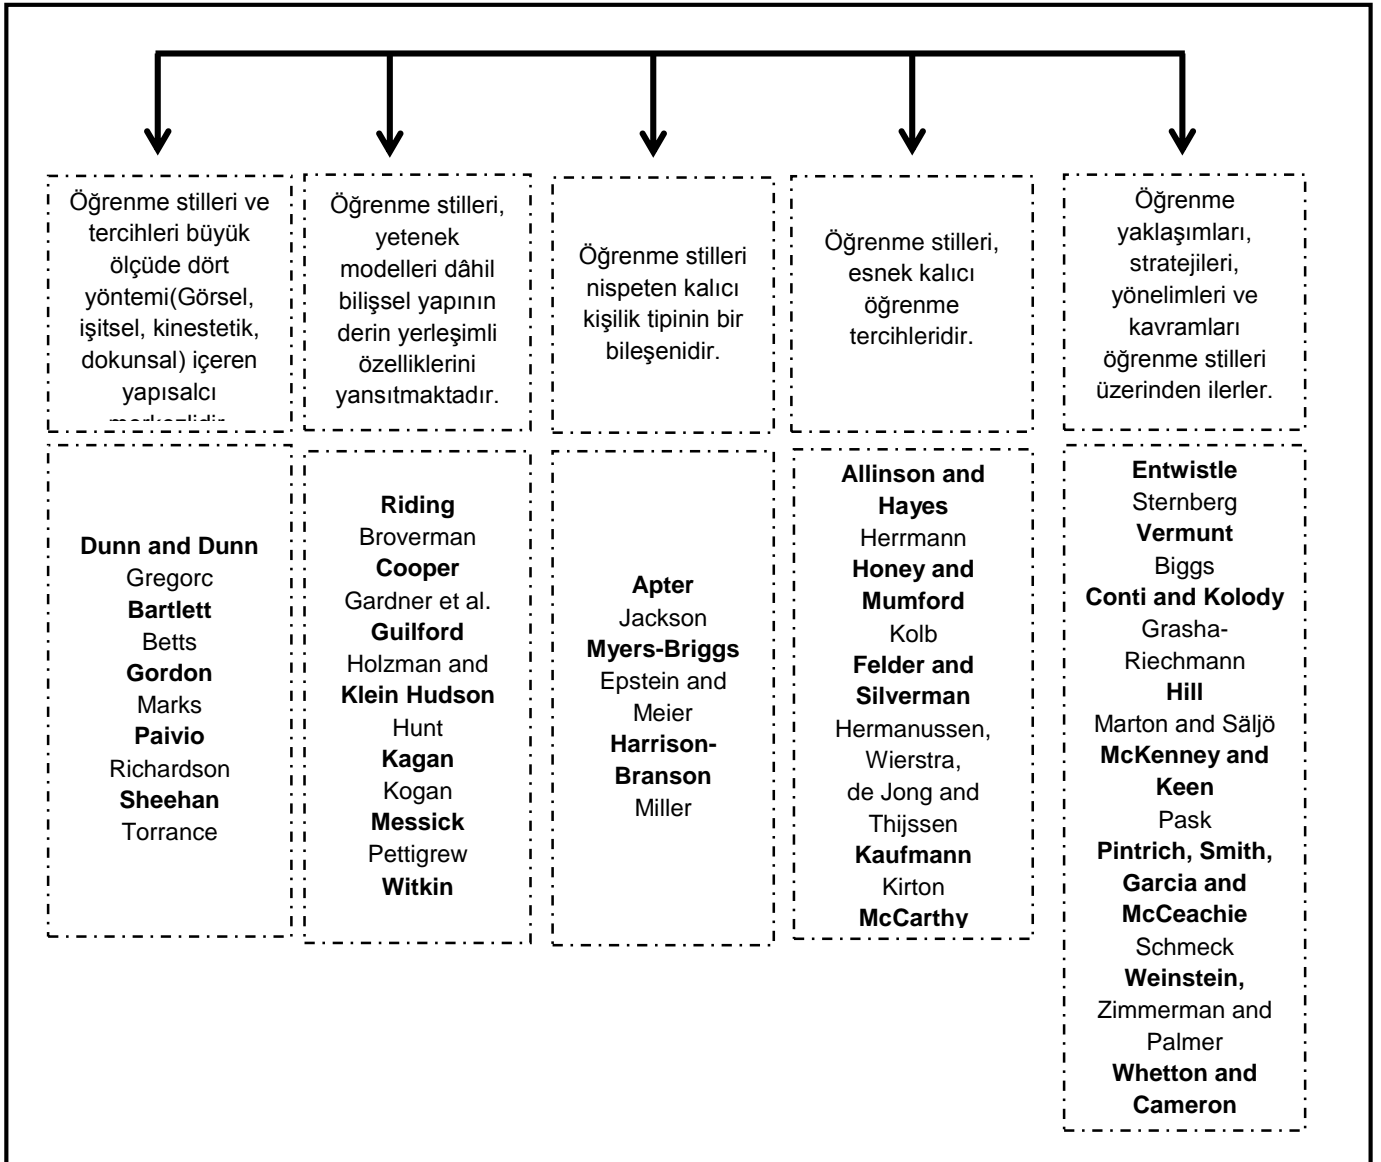 Öğrenme stilleri ve
tercihleri büyük
ölçüde dört
yöntemi(Görsel,
işitsel, kinestetik,
dokunsal) içeren
yapısalcı
merkezlidir.
Öğrenme stilleri,
yetenek
modelleri dâhil
bilişsel yapının
derin yerleşimli
özelliklerini
yansıtmaktadır.
Öğrenme stilleri
nispeten kalıcı
kişilik tipinin bir
bileşenidir.
Öğrenme stilleri,
esnek kalıcı
öğrenme
tercihleridir.
Öğrenme
yaklaşımları,
stratejileri,
yönelimleri ve
kavramları
öğrenme stilleri
üzerinden ilerler.
Dunn and Dunn
Gregorc
Bartlett
Betts
Gordon
Marks
Paivio
Richardson
Sheehan
Torrance
Riding
Broverman
Cooper
Gardner et al.
Guilford
Holzman and
Klein Hudson
Hunt
Kagan
Kogan
Messick
Pettigrew
Witkin
Apter
Jackson
Myers-Briggs
Epstein and
Meier
Harrison-
Branson
Miller
Allinson and
Hayes
Herrmann
Honey and
Mumford
Kolb
Felder and
Silverman
Hermanussen,
Wierstra,
de Jong and
Thijssen
Kaufmann
Kirton
McCarthy
Entwistle
Sternberg
Vermunt
Biggs
Conti and Kolody
Grasha-
Riechmann
Hill
Marton and Säljö
McKenney and
Keen
Pask
Pintrich, Smith,
Garcia and
McCeachie
Schmeck
Weinstein,
Zimmerman and
Palmer
Whetton and
Cameron